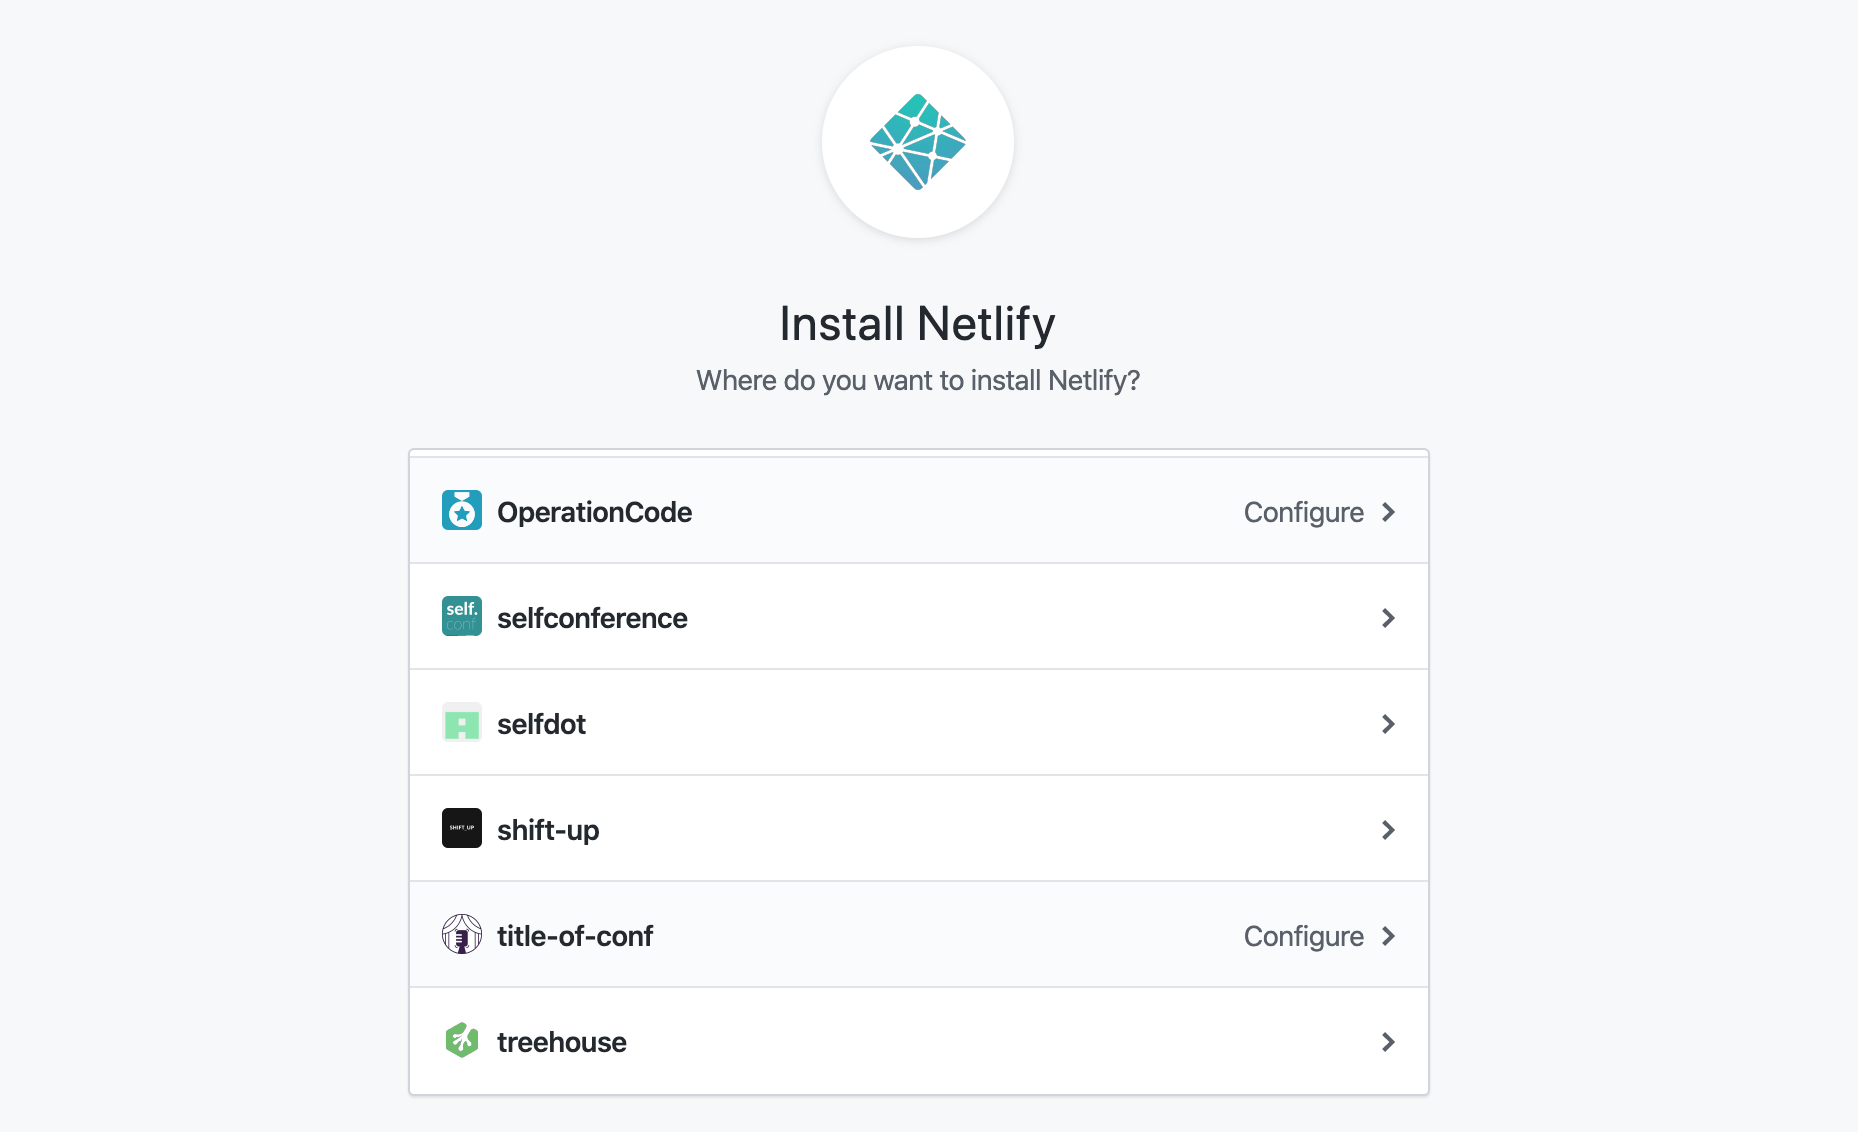 Install Netlify
Where do you want to install Netlify?
OperationCode Configure
self.
conf
selfconference
selfdot
SHIFT_UP
shift-up
title-of-conf Configure
treehouse